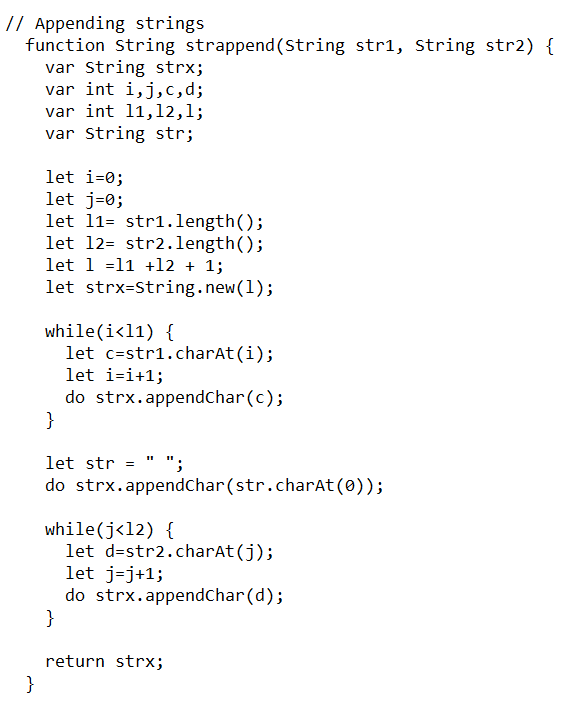 // Appending strings
function String strappend(String str1, String str2) {
var String strx;
var int i,j,c,d;
var int l1,l2,l;
var String str;
let i=0;
let j=0;
let l1= str1.length();
let l2= str2.length();
let l =l1 +l2 + 1;
let strx=String.new(l);
while(i<l1) {
let c=str1.charAt(i);
let i=i+1;
do strx.appendChar(c);
}
let str = " ";
do strx.appendChar(str.charAt(0));
while(j<l2) {
let d=str2.charAt(j);
let j=j+1;
do strx.appendChar(d);
}
return strx;
}